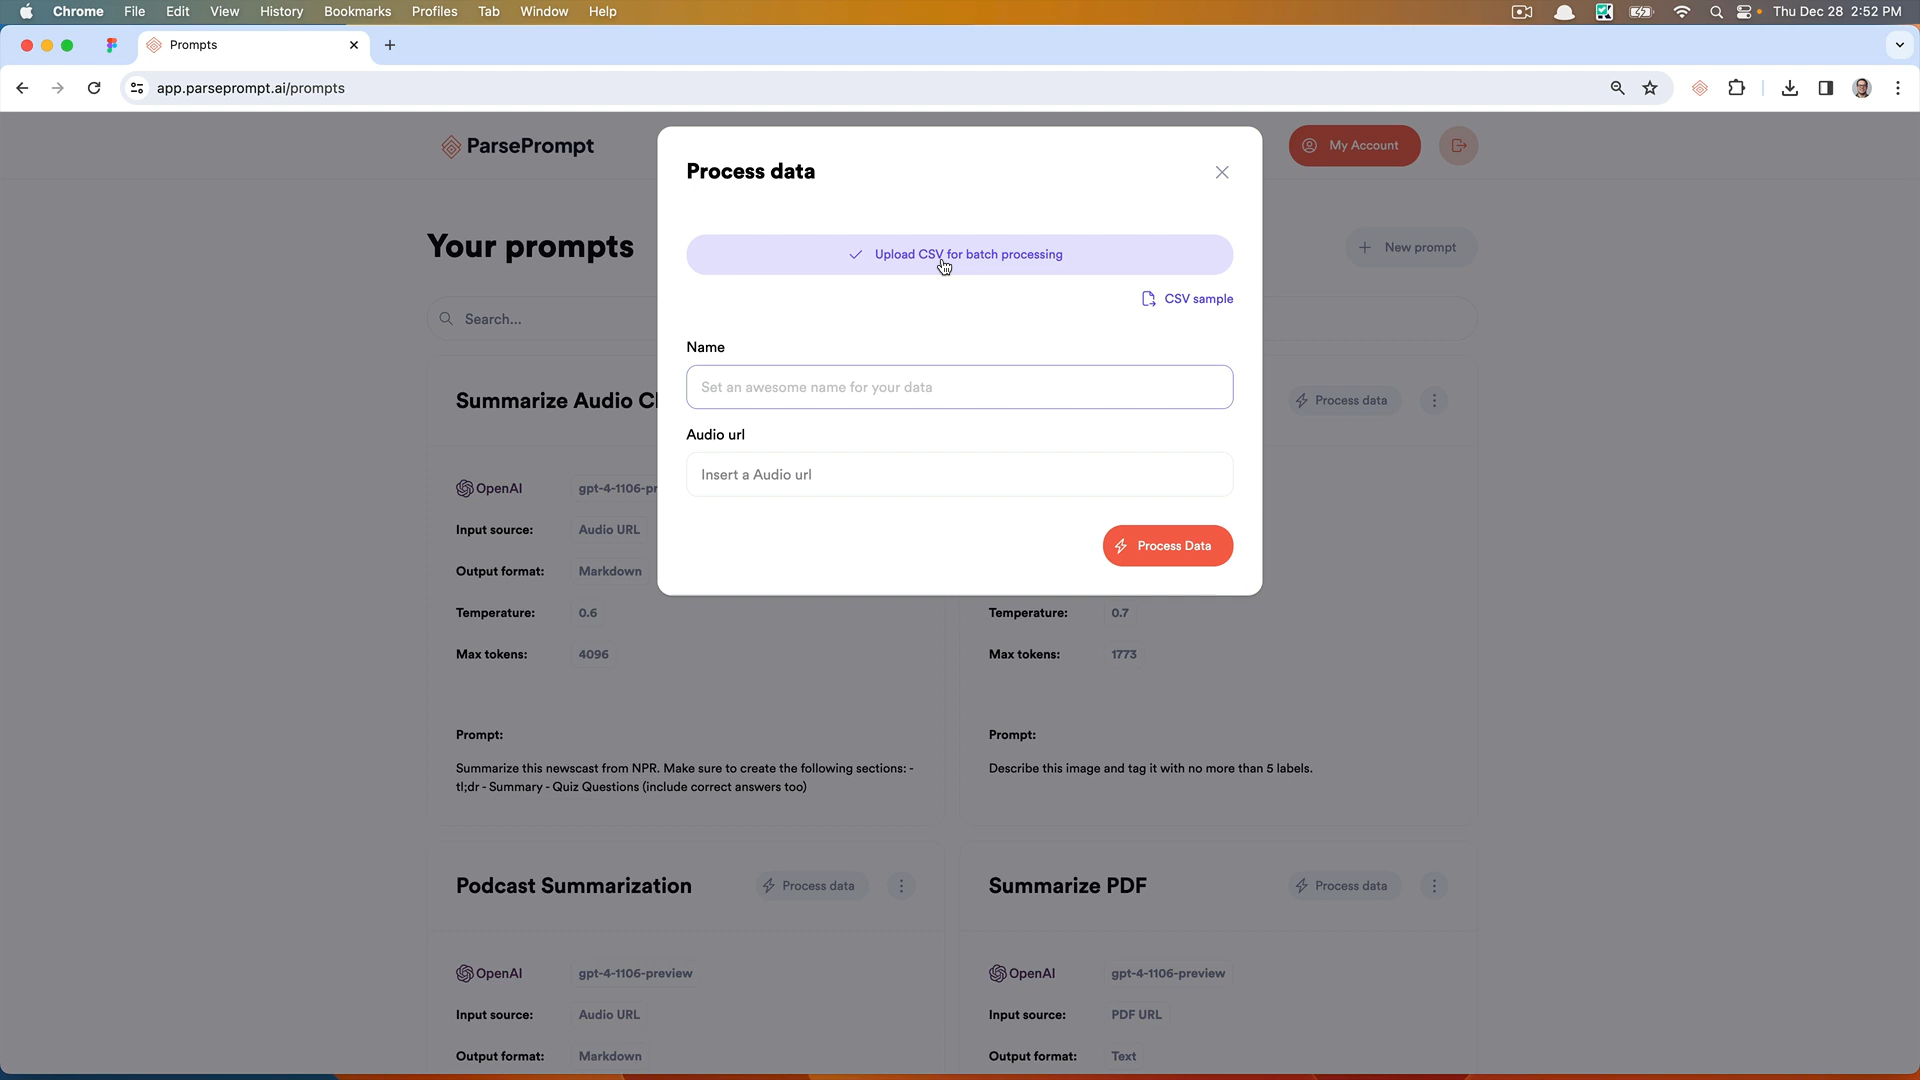 Chrome File Edit View History Bookmarks Profiles Tab Window Help Thu Dec 28 2:52 PM
Prompts
app.parseprompt.ai/prompts
ParsePrompt
My Account
Process data
Your prompts
New prompt
Upload CSV for batch processing
CSV sample
Search...
Name
Set an awesome name for your data
Summarize Audio Cl
Process data
Audio url
Insert a Audio url
OpenAI gpt-4-1106-pr
Input source: Audio URL
Process Data
Output format: Markdown
Temperature: 0.6
Max tokens: 4096
Prompt:
Summarize this newscast from NPR. Make sure to create the following sections: -
tl;dr - Summary - Quiz Questions (include correct answers too)
Temperature: 0.7
Max tokens: 1773
Prompt:
Describe this image and tag it with no more than 5 labels.
Podcast Summarization
Process data
OpenAI gpt-4-1106-preview
Input source: Audio URL
Output format: Markdown
Summarize PDF
Process data
OpenAI gpt-4-1106-preview
Input source: PDF URL
Output format: Text